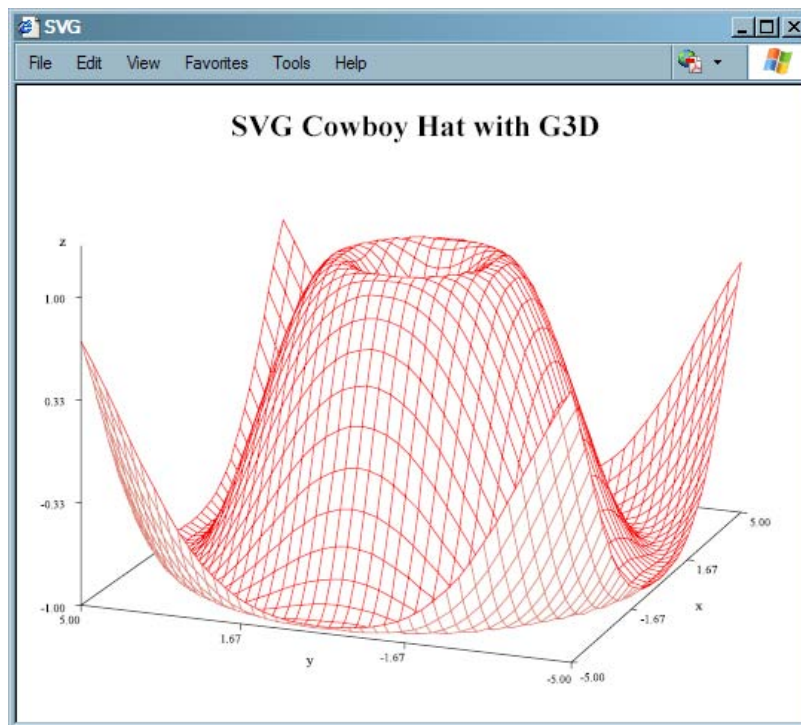 SVG
File Edit View Favorites Tools Help
SVG Cowboy Hat with G3D
z
1.00
0.33
-0.33
-1.00
5.00
1.67
y
-1.67
-5.00
-5.00
-1.67
x
1.67
5.00